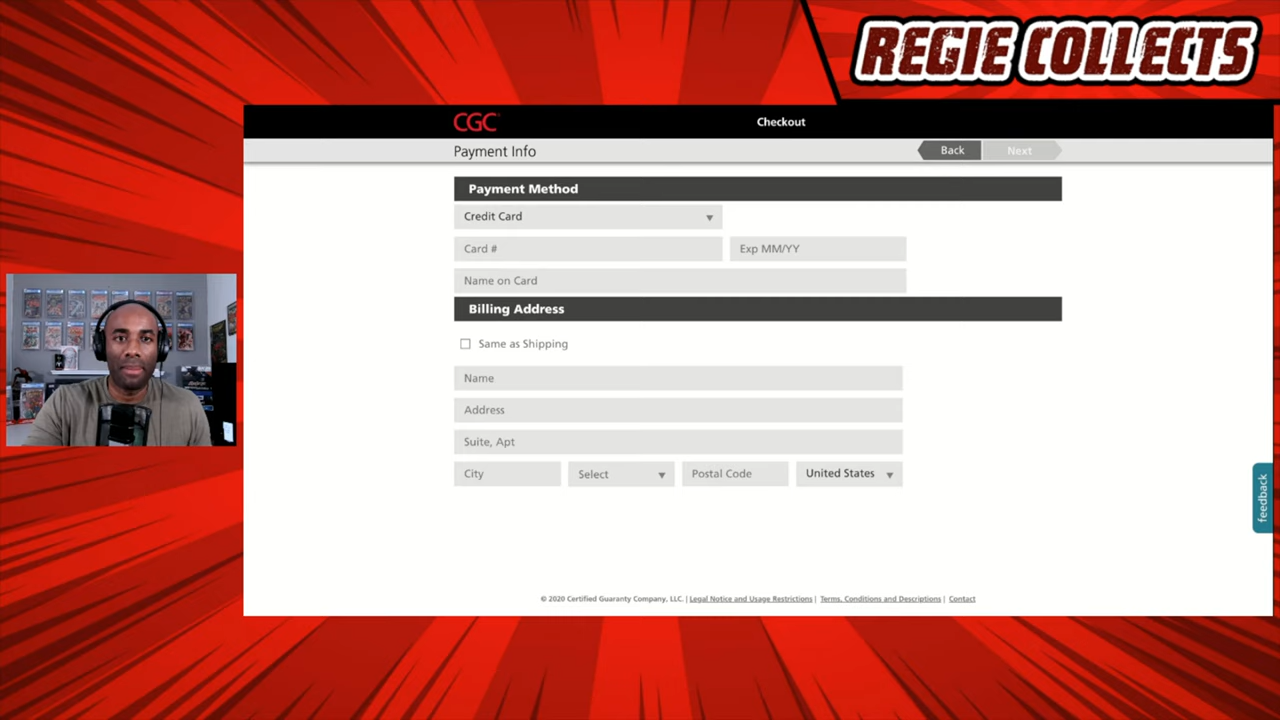 REGIE COLLECTS
CGC
Checkout
Payment Info
Back
Next
Payment Method
Credit Card
Card #
Exp MM/YY
Name on Card
Billing Address
Same as Shipping
Name
Address
Suite, Apt
City
Select
Postal Code
United States
feedback
© 2020 Certified Guaranty Company, LLC. | Legal Notice and Usage Restrictions | Terms, Conditions and Descriptions | Contact